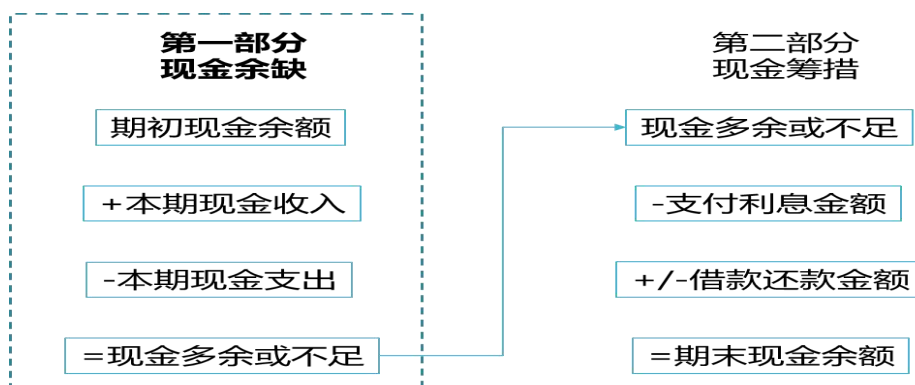 第一部分
现金余缺
期初现金余额
+本期现金收入
-本期现金支出
=现金多余或不足
第二部分
现金筹措
现金多余或不足
-支付利息金额
+/-借款还款金额
=期末现金余额